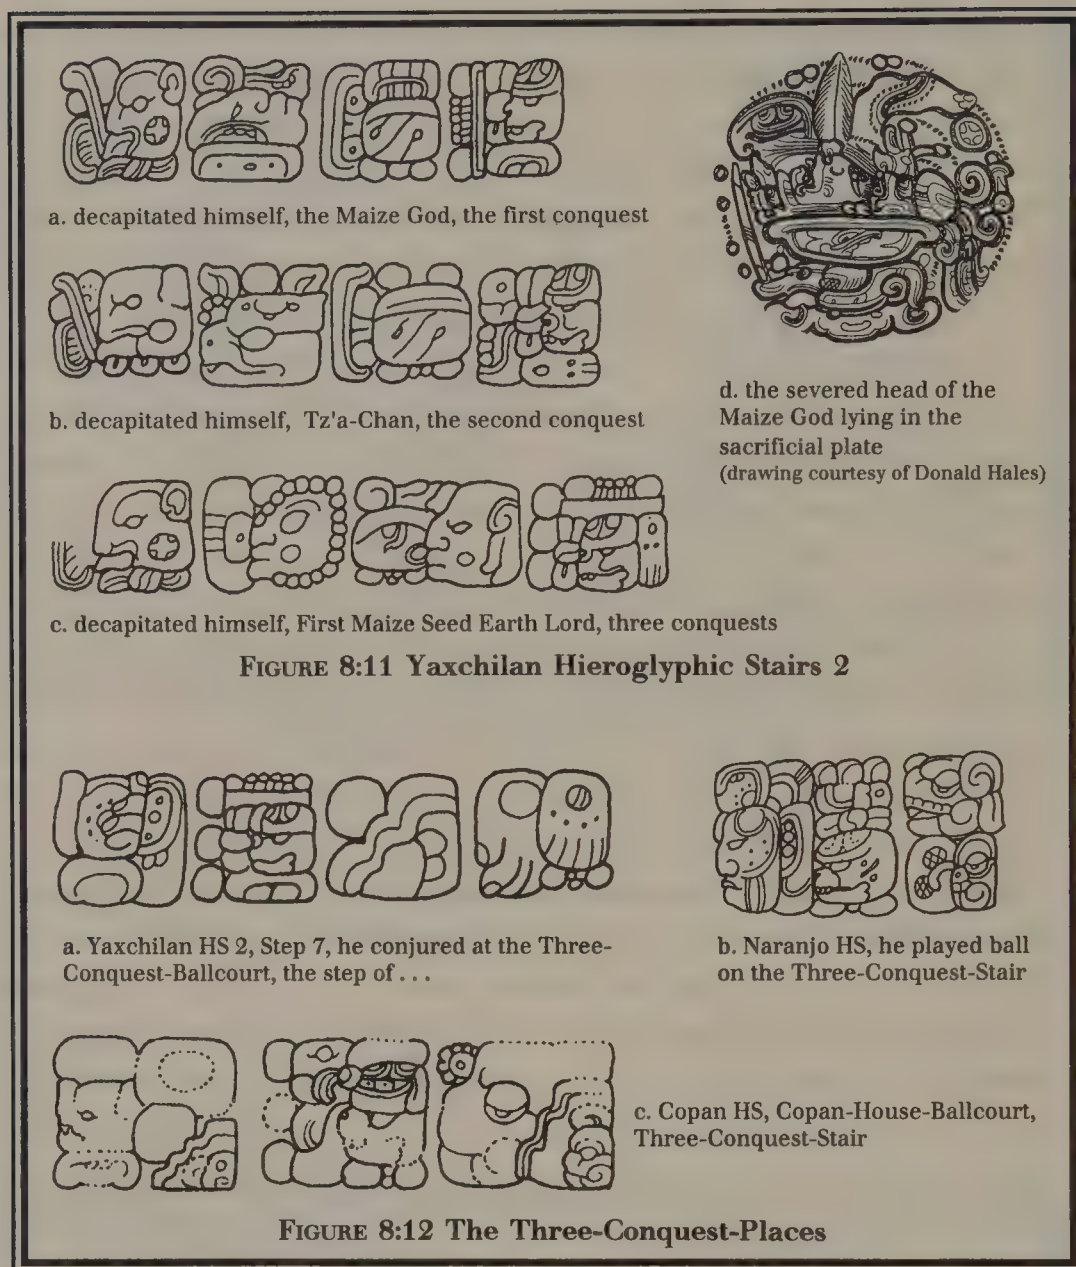 a. decapitated himself, the Maize God, the first conquest
b. decapitated himself, Tz'a-Chan, the second conquest
d. the severed head of the
Maize God lying in the
sacrificial plate
(drawing courtesy of Donald Hales)
c. decapitated himself, First Maize Seed Earth Lord, three conquests
FIGURE 8:11 Yaxchilan Hieroglyphic Stairs 2
a. Yaxchilan HS 2, Step 7, he conjured at the Three-
Conquest-Ballcourt, the step of . . .
b. Naranjo HS, he played ball
on the Three-Conquest-Stair
c. Copan HS, Copan-House-Ballcourt,
Three-Conquest-Stair
FIGURE 8:12 The Three-Conquest-Places